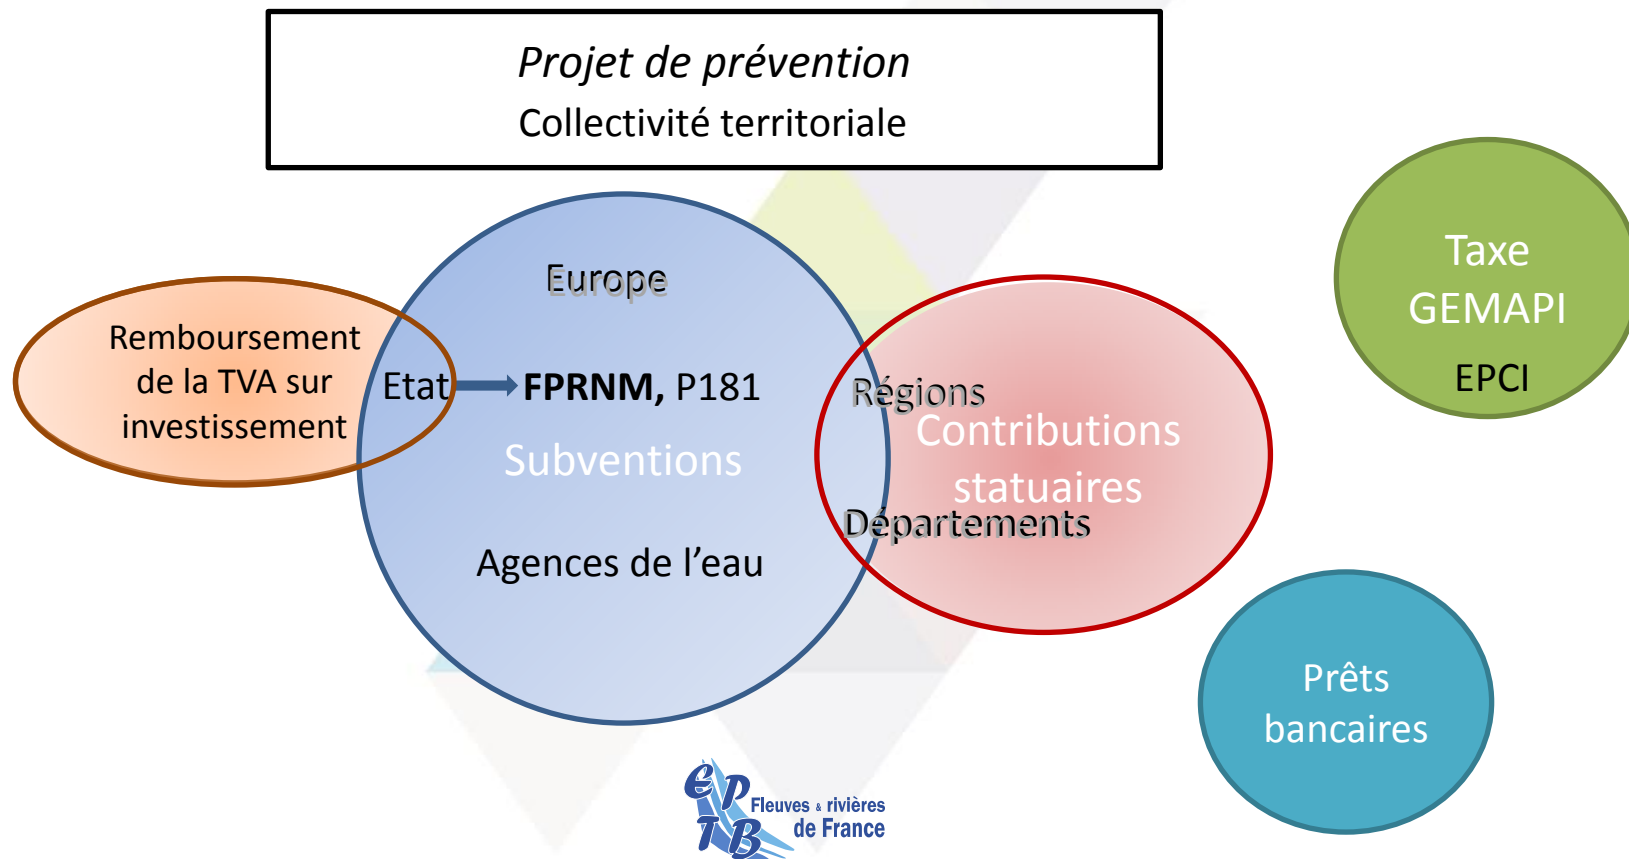 Projet de prévention
Collectivité territoriale
Europe
Remboursement
de la TVA sur
investissement
Etat
FPRNM, P181
Subventions
Agences de l’eau
Régions
Contributions
statuaires
Départements
Taxe
GEMAPI
EPCI
Prêts
bancaires
EPTB
Fleuves & rivières
de France